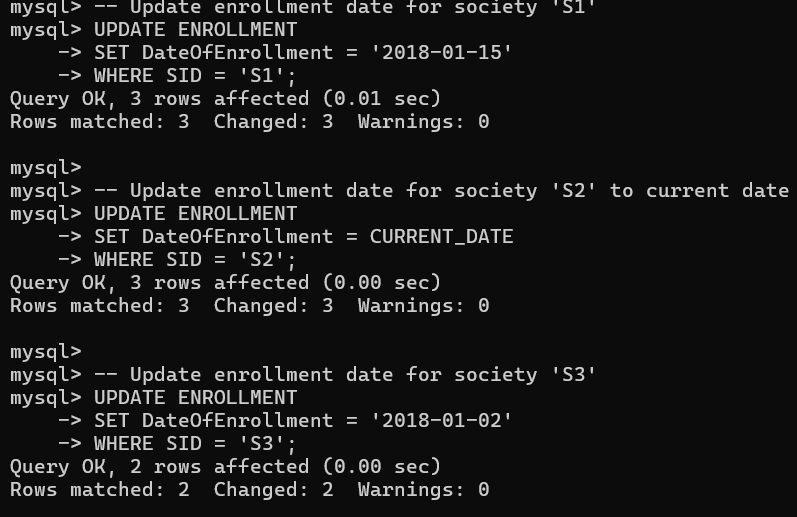 mysql> -- Update enrollment date for society 'S1'
mysql> UPDATE ENROLLMENT
    -> SET DateOfEnrollment = '2018-01-15'
    -> WHERE SID = 'S1';
Query OK, 3 rows affected (0.01 sec)
Rows matched: 3  Changed: 3  Warnings: 0

mysql>
mysql> -- Update enrollment date for society 'S2' to current date
mysql> UPDATE ENROLLMENT
    -> SET DateOfEnrollment = CURRENT_DATE
    -> WHERE SID = 'S2';
Query OK, 3 rows affected (0.00 sec)
Rows matched: 3  Changed: 3  Warnings: 0

mysql>
mysql> -- Update enrollment date for society 'S3'
mysql> UPDATE ENROLLMENT
    -> SET DateOfEnrollment = '2018-01-02'
    -> WHERE SID = 'S3';
Query OK, 2 rows affected (0.00 sec)
Rows matched: 2  Changed: 2  Warnings: 0